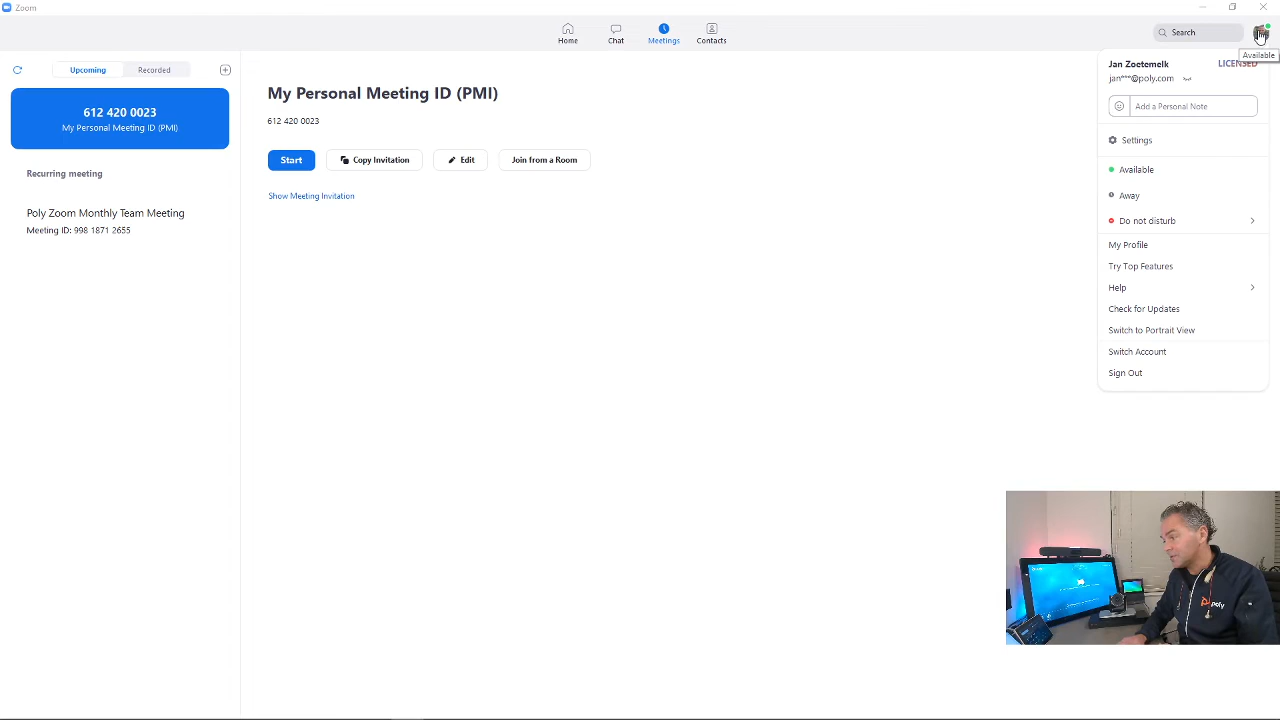 Zoom
Home
Chat
Meetings
Contacts
Search
Available
Upcoming
Recorded
612 420 0023
My Personal Meeting ID (PMI)
Recurring meeting
Poly Zoom Monthly Team Meeting
Meeting ID: 998 1871 2655
My Personal Meeting ID (PMI)
612 420 0023
Start
Copy Invitation
Edit
Join from a Room
Show Meeting Invitation
Jan Zoetemelk
LICENSED
jan***@poly.com
Add a Personal Note
Settings
Available
Away
Do not disturb
My Profile
Try Top Features
Help
Check for Updates
Switch to Portrait View
Switch Account
Sign Out
poly